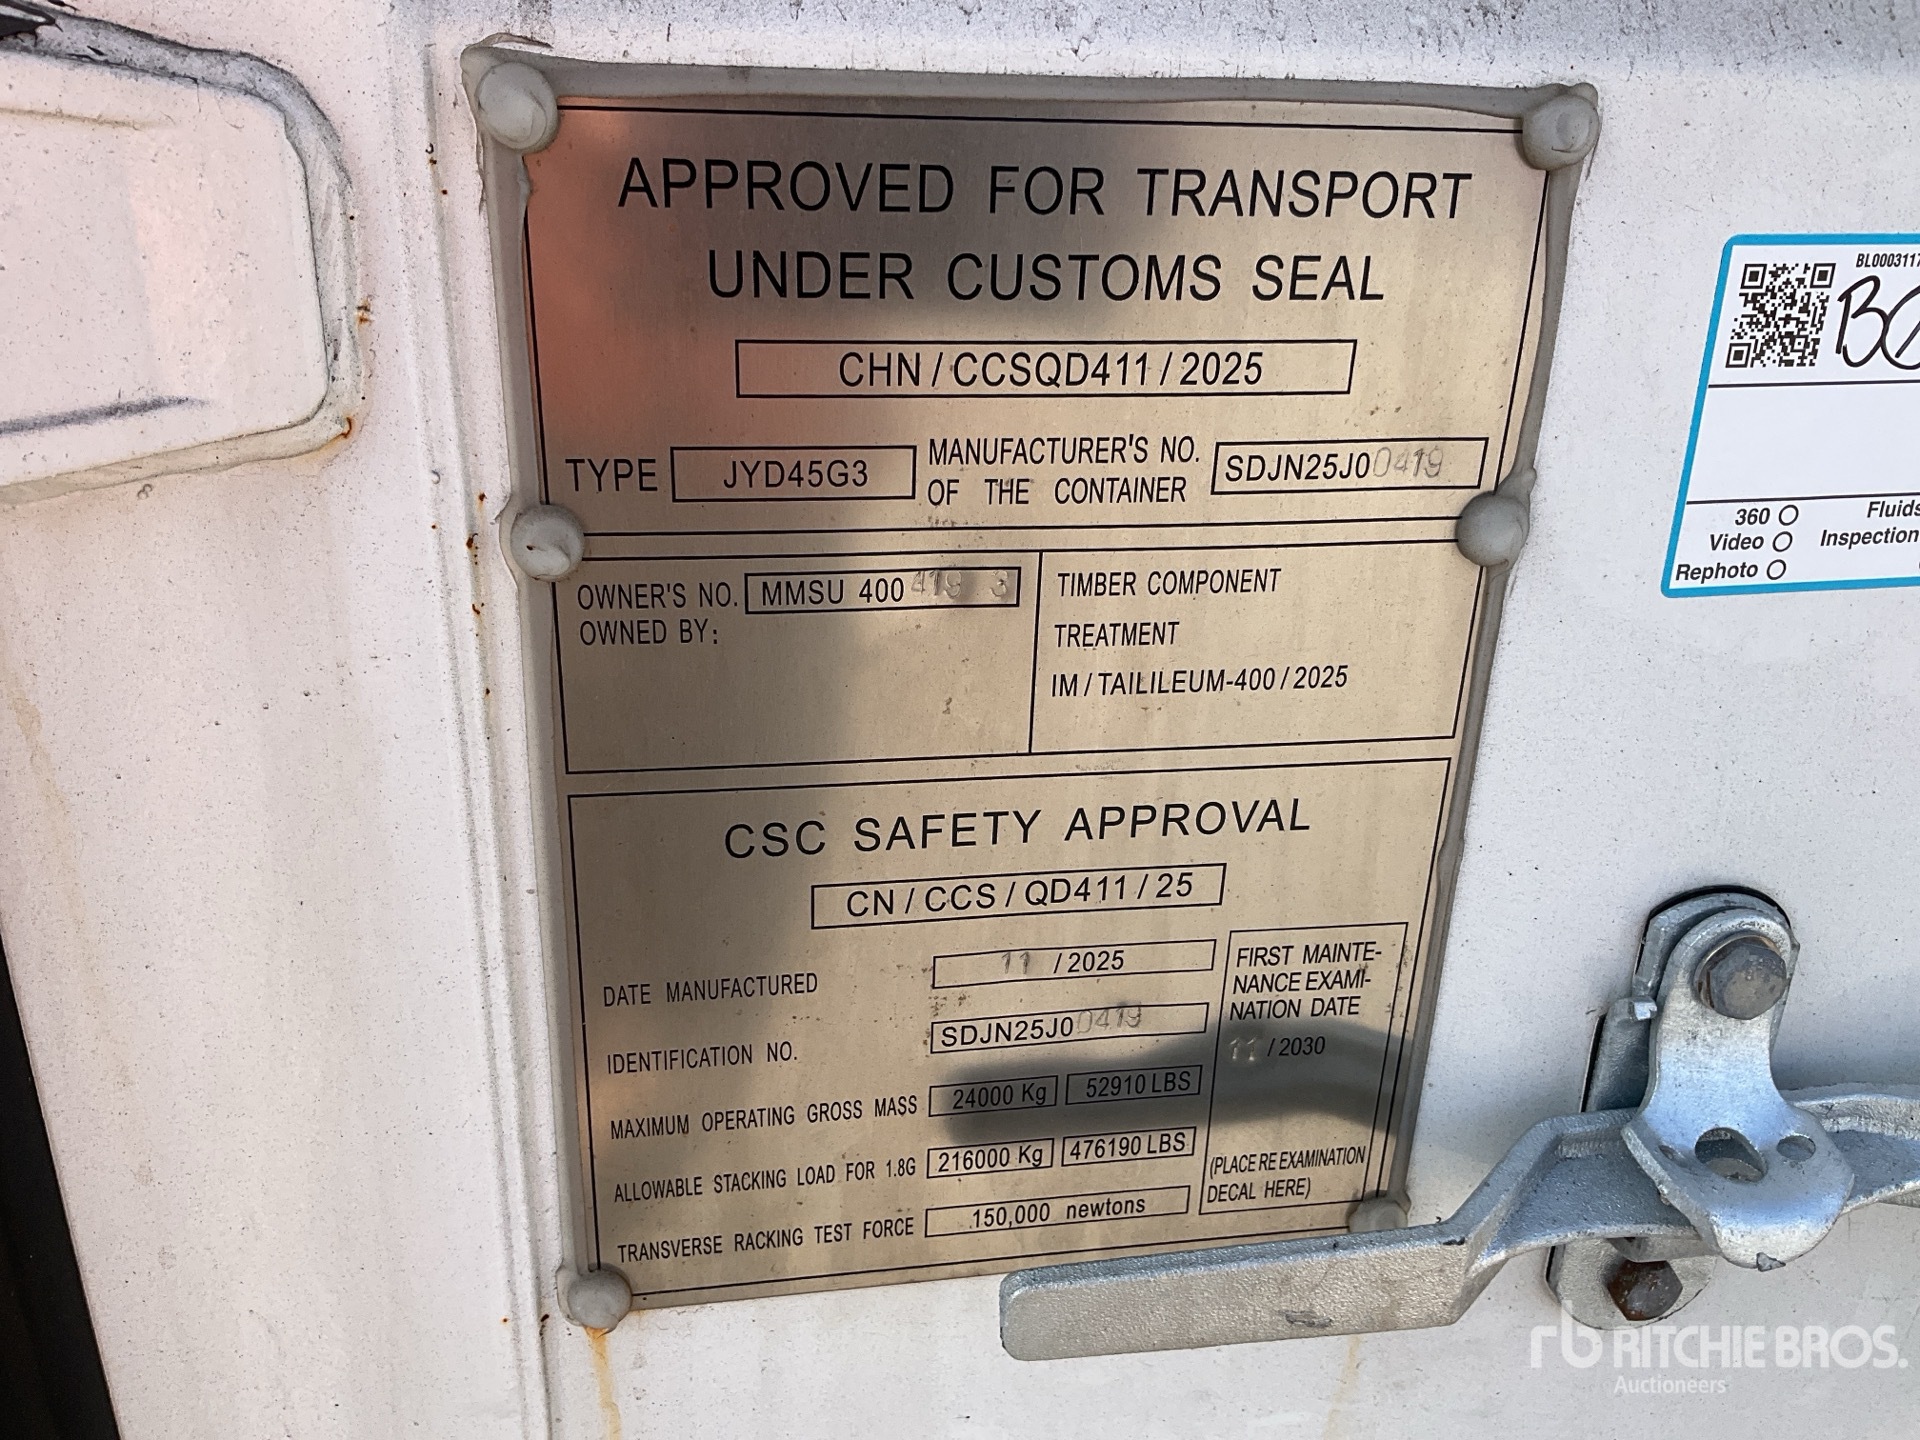 APPROVED FOR TRANSPORT
UNDER CUSTOMS SEAL
CHN / CCSQD411 / 2025
TYPE JYD45G3
MANUFACTURER'S NO.
OF THE CONTAINER
SDJN25J00419
OWNER'S NO. MMSU 400 419 3
OWNED BY:
TIMBER COMPONENT
TREATMENT
IM / TAILILEUM-400 / 2025
CSC SAFETY APPROVAL
CN / CCS / QD411 / 25
DATE MANUFACTURED 11 / 2025
IDENTIFICATION NO. SDJN25J00419
MAXIMUM OPERATING GROSS MASS 24000 Kg 52910 LBS
ALLOWABLE STACKING LOAD FOR 1.8G 216000 Kg 476190 LBS
TRANSVERSE RACKING TEST FORCE 150,000 newtons
FIRST MAINTE-
NANCE EXAMI-
NATION DATE
11 / 2030
(PLACE RE EXAMINATION
DECAL HERE)
BL0003117
360
Video
Rephoto
Fluids
Inspection
rb RITCHIE BROS.
Auctioneers